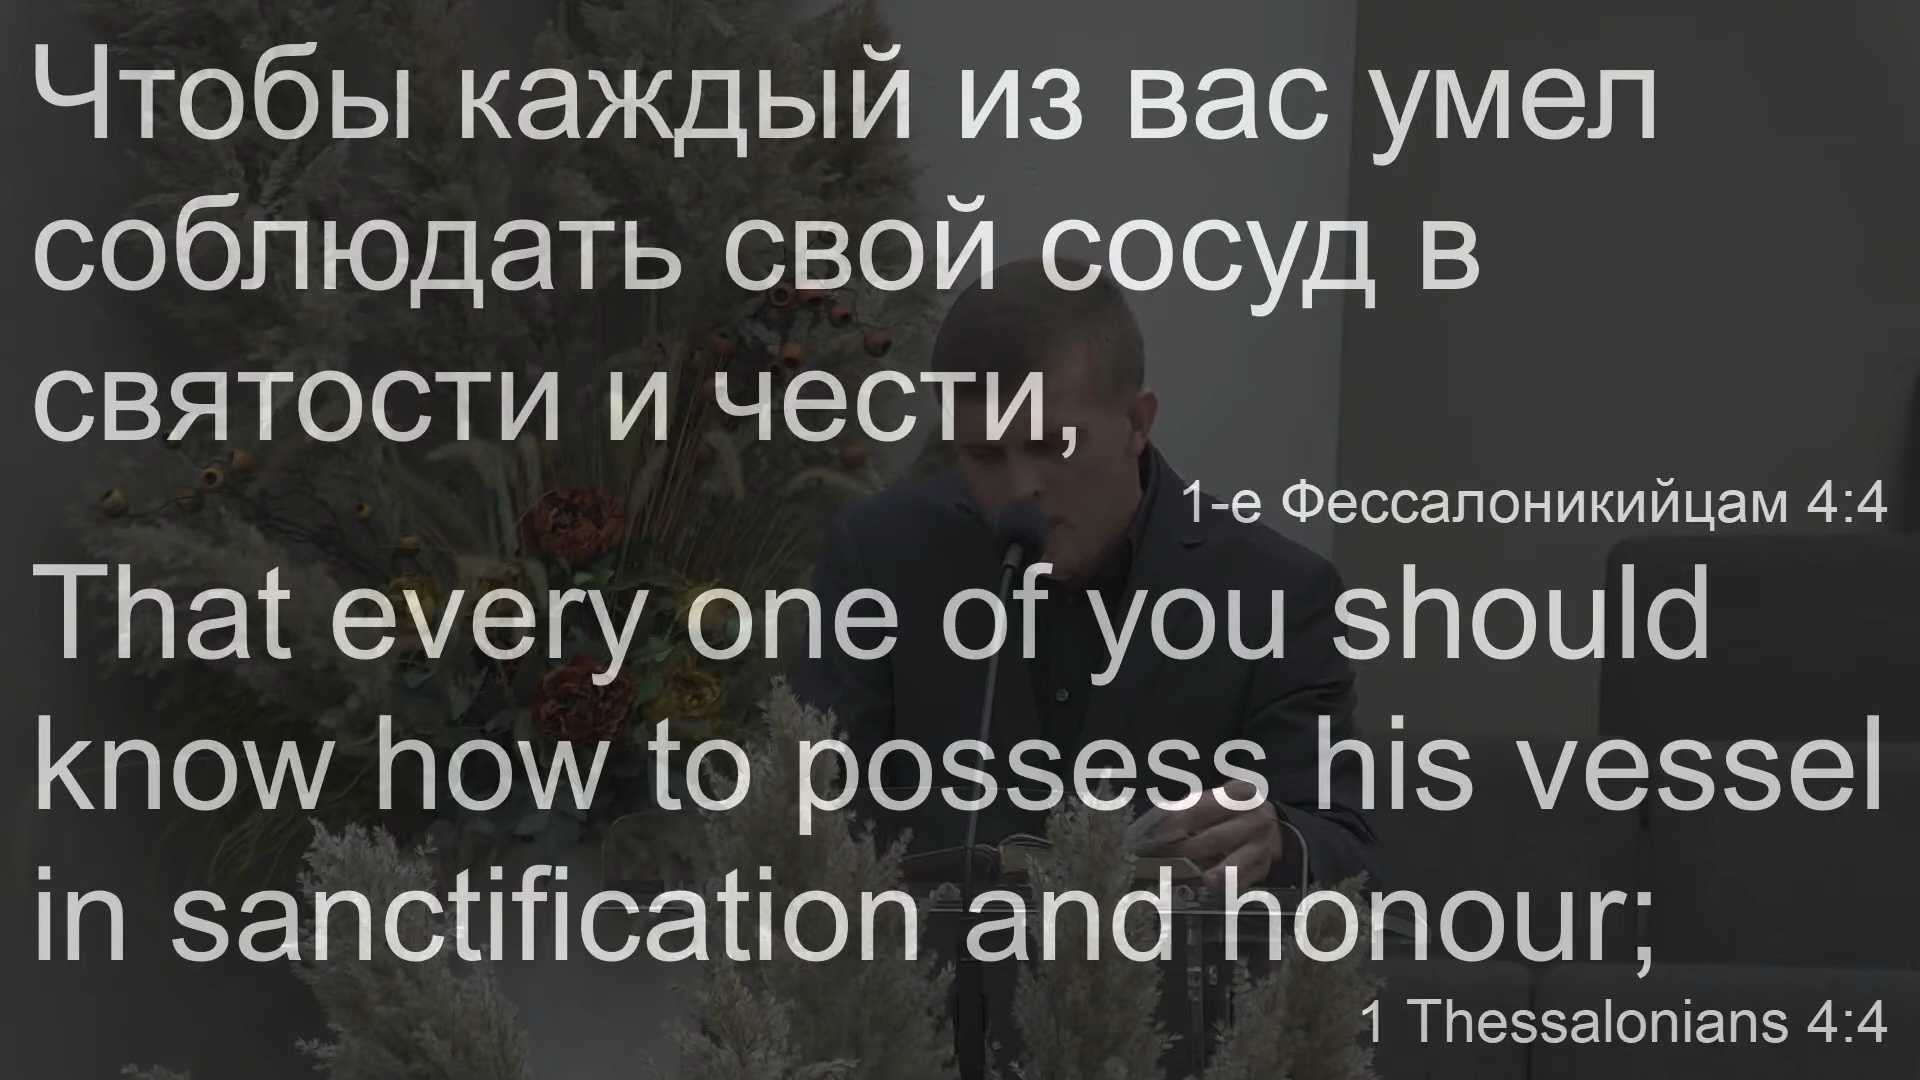 Чтобы каждый из вас умел
соблюдать свой сосуд в
святости и чести,
1-е Фессалоникийцам 4:4
That every one of you should
know how to possess his vessel
in sanctification and honour;
1 Thessalonians 4:4